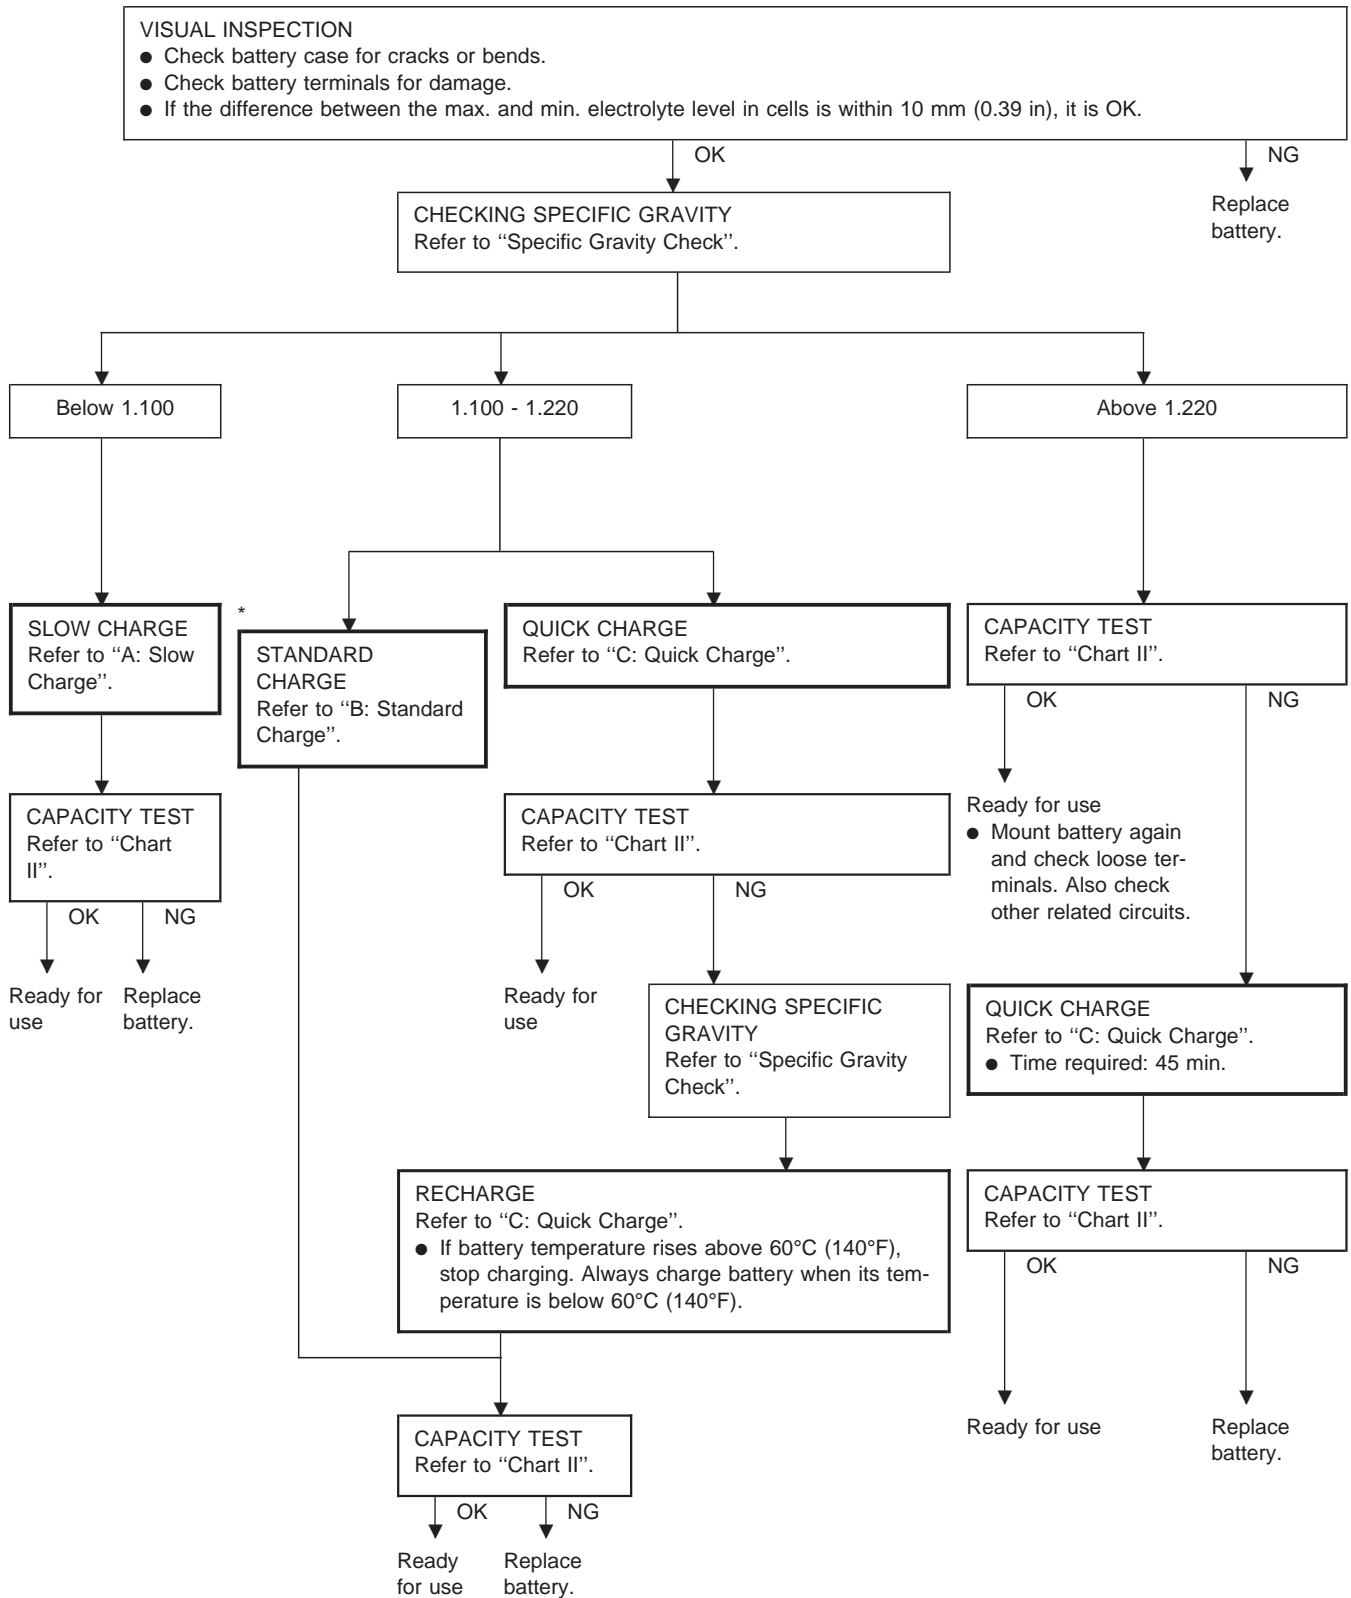 VISUAL INSPECTION
● Check battery case for cracks or bends.
● Check battery terminals for damage.
● If the difference between the max. and min. electrolyte level in cells is within 10 mm (0.39 in), it is OK.
OK
NG
Replace
battery.
CHECKING SPECIFIC GRAVITY
Refer to ‘‘Specific Gravity Check’’.
Below 1.100
1.100 - 1.220
Above 1.220
SLOW CHARGE
Refer to ‘‘A: Slow
Charge’’.
*
STANDARD
CHARGE
Refer to ‘‘B: Standard
Charge’’.
QUICK CHARGE
Refer to ‘‘C: Quick Charge’’.
CAPACITY TEST
Refer to ‘‘Chart II’’.
OK
NG
CAPACITY TEST
Refer to ‘‘Chart
II’’.
OK
NG
Ready for
use
Replace
battery.
CAPACITY TEST
Refer to ‘‘Chart II’’.
OK
NG
Ready for
use
Ready for use
● Mount battery again
and check loose ter-
minals. Also check
other related circuits.
CHECKING SPECIFIC
GRAVITY
Refer to ‘‘Specific Gravity
Check’’.
QUICK CHARGE
Refer to ‘‘C: Quick Charge’’.
● Time required: 45 min.
RECHARGE
Refer to ‘‘C: Quick Charge’’.
● If battery temperature rises above 60°C (140°F),
stop charging. Always charge battery when its tem-
perature is below 60°C (140°F).
CAPACITY TEST
Refer to ‘‘Chart II’’.
OK
NG
Ready for use
Replace
battery.
CAPACITY TEST
Refer to ‘‘Chart II’’.
OK
NG
Ready
for use
Replace
battery.